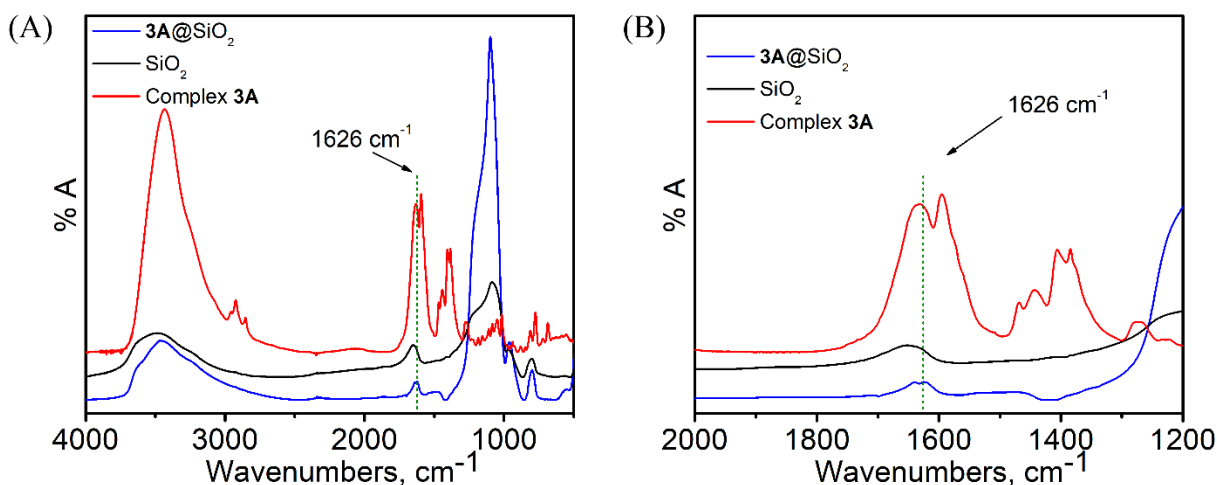 (A)
3A@SiO₂
SiO₂
Complex 3A
1626 cm⁻¹
% A
4000 3000 2000 1000
Wavenumbers, cm⁻¹
(B)
3A@SiO₂
SiO₂
Complex 3A
1626 cm⁻¹
% A
2000 1800 1600 1400 1200
Wavenumbers, cm⁻¹